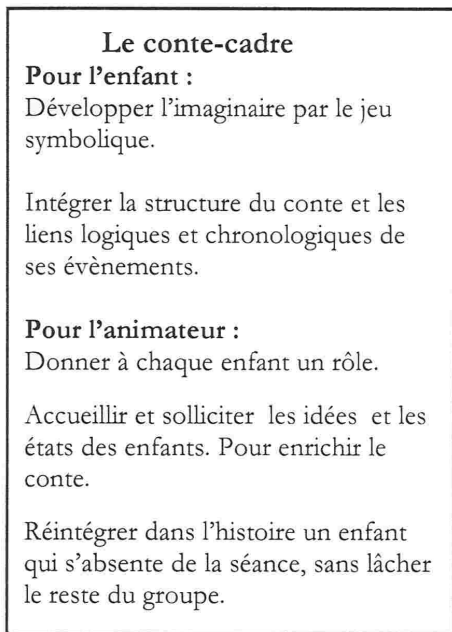 Le conte-cadre
Pour l'enfant :
Développer l'imaginaire par le jeu
symbolique.
Intégrer la structure du conte et les
liens logiques et chronologiques de
ses évènements.
Pour l'animateur :
Donner à chaque enfant un rôle.
Accueillir et solliciter les idées et les
états des enfants. Pour enrichir le
conte.
Réintégrer dans l'histoire un enfant
qui s'absente de la séance, sans lâcher
le reste du groupe.